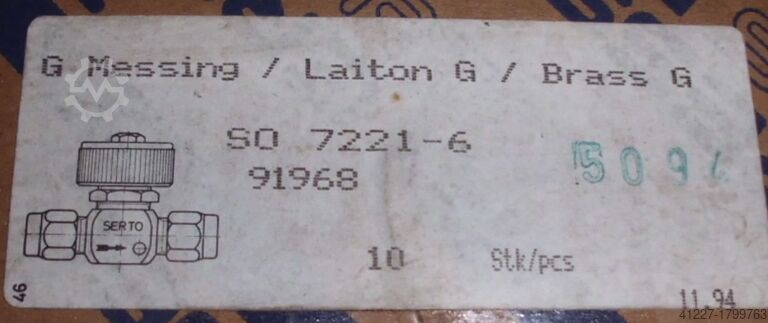 G Messing / Laiton G / Brass G
SO 7221-6
91968
5094
SERTO
10 Stk/pcs
46
11.94
41227-1799763